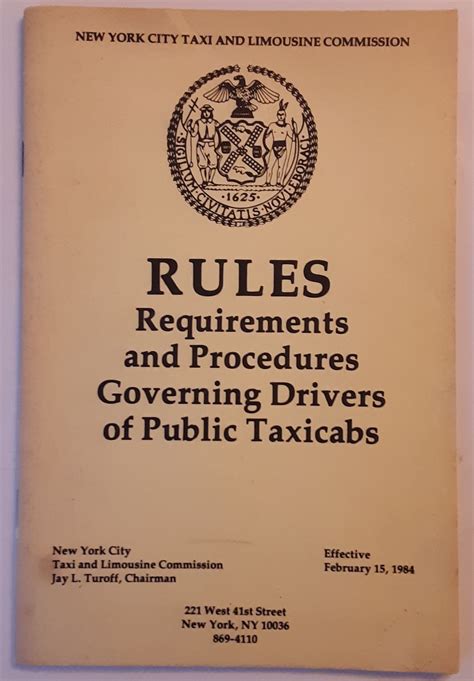 NEW YORK CITY TAXI AND LIMOUSINE COMMISSION
SIGILLUM CIVITATIS NOVI EBORACI
1625
RULES
Requirements
and Procedures
Governing Drivers
of Public Taxicabs
New York City
Taxi and Limousine Commission
Jay L. Turoff, Chairman
Effective
February 15, 1984
221 West 41st Street
New York, NY 10036
869-4110